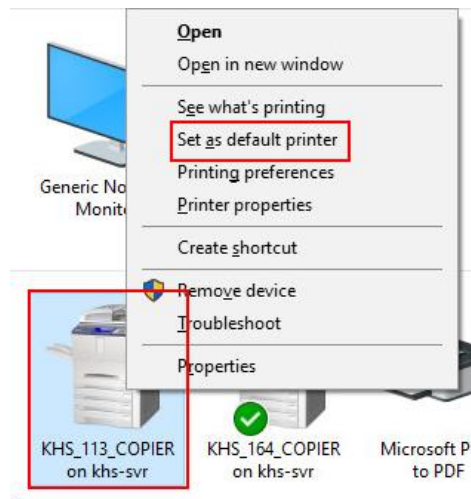 Open
Open in new window
See what's printing
Set as default printer
Printing preferences
Printer properties
Create shortcut
Remove device
Troubleshoot
Properties
Generic No
Monit
KHS_113_COPIER
on khs-svr
KHS_164_COPIER
on khs-svr
Microsoft P
to PDF